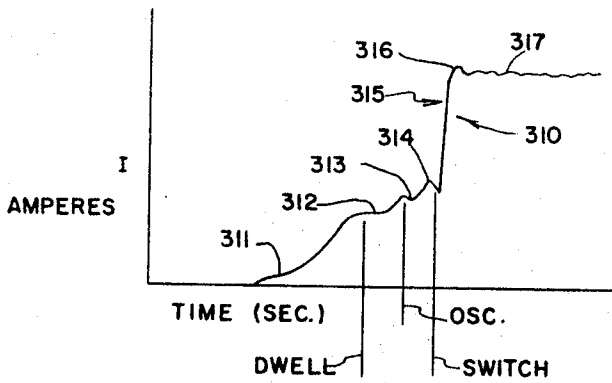 316
317
315
310
314
I
313
AMPERES
312
311
TIME (SEC.)
OSC.
DWELL
SWITCH